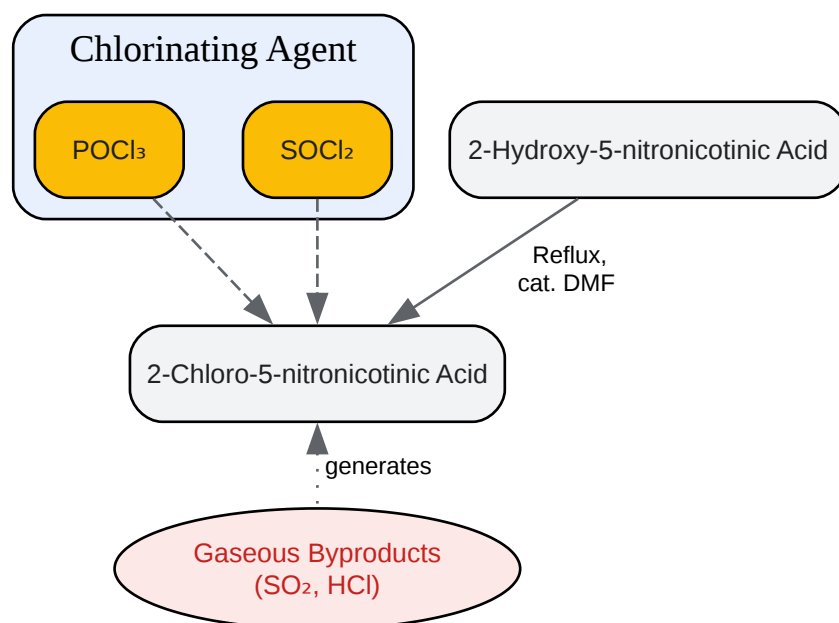 Chlorinating Agent
POCl₃
SOCl₂
2-Hydroxy-5-nitronicotinic Acid
Reflux,
cat. DMF
2-Chloro-5-nitronicotinic Acid
generates
Gaseous Byproducts
(SO₂, HCl)